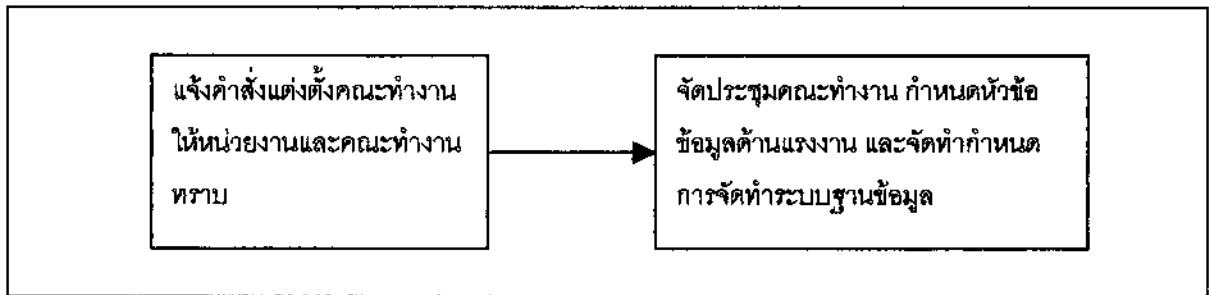 แจ้งคำสั่งแต่งตั้งคณะทำงาน
ให้หน่วยงานและคณะทำงาน
ทราบ
จัดประชุมคณะทำงาน กำหนดหัวข้อ
ข้อมูลด้านแรงงาน และจัดทำกำหนด
การจัดทำระบบฐานข้อมูล